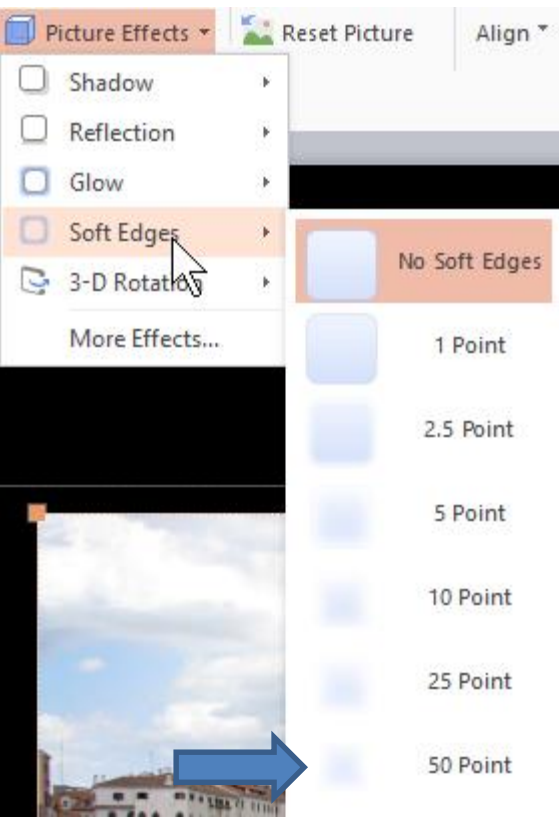 Picture Effects Reset Picture Align
Shadow
Reflection
Glow
Soft Edges
3-D Rotation
More Effects...
No Soft Edges
1 Point
2.5 Point
5 Point
10 Point
25 Point
50 Point